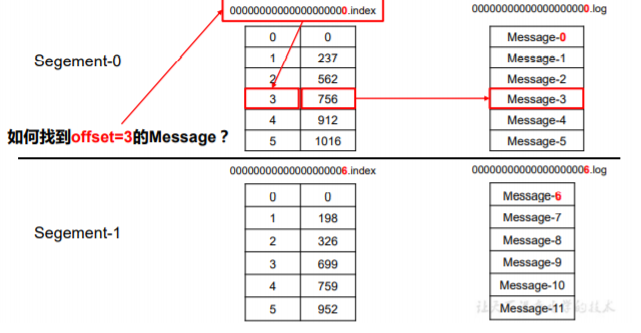 00000000000000000000.index 00000000000000000000.log
Segement-0
0 0 Message-0
1 237 Message-1
2 562 Message-2
3 756 Message-3
4 912 Message-4
5 1016 Message-5
如何找到offset=3的Message？
00000000000000000006.index 00000000000000000006.log
Segement-1
0 0 Message-6
1 198 Message-7
2 326 Message-8
3 699 Message-9
4 759 Message-10
5 952 Message-11